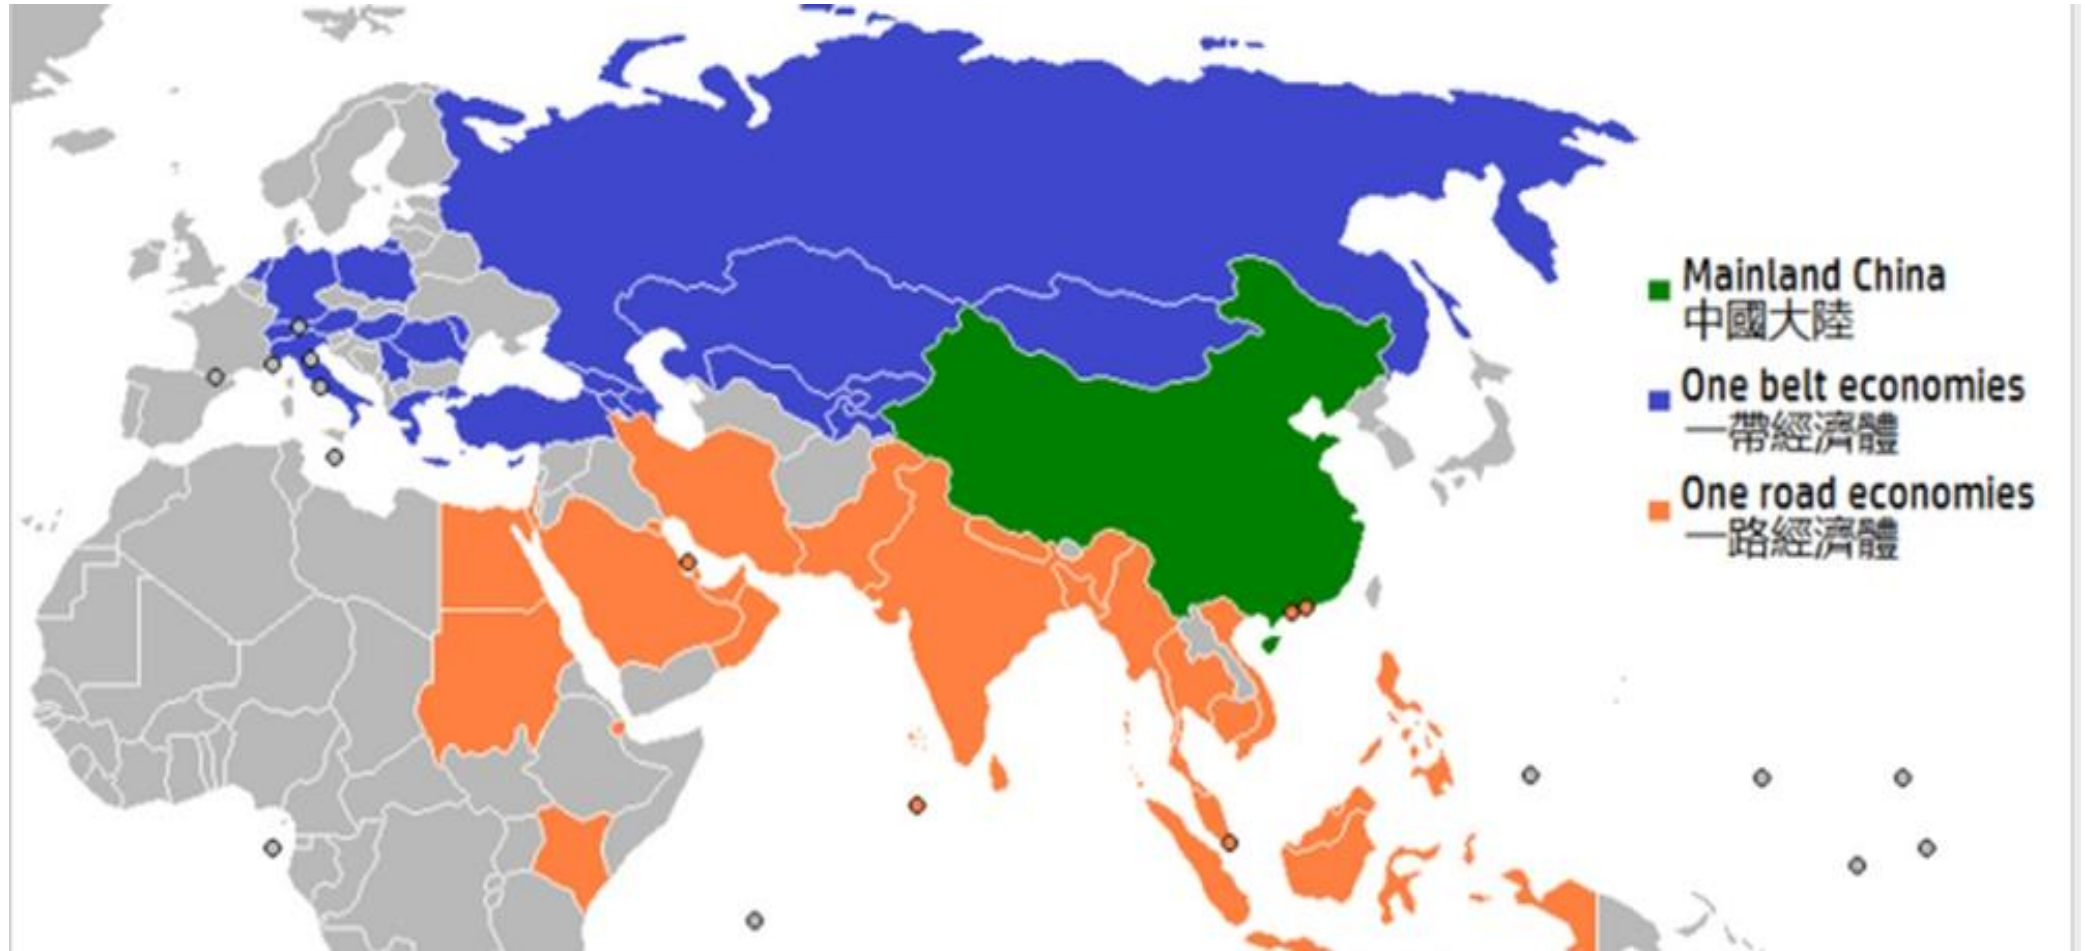 Mainland China
中國大陸
One belt economies
一帶經濟體
One road economies
一路經濟體